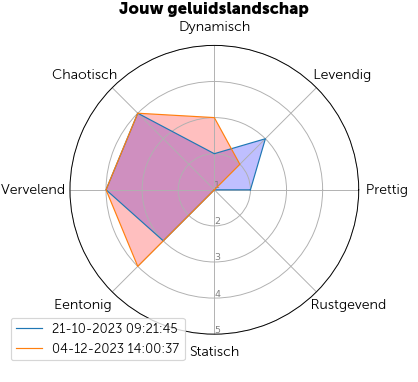 Jouw geluidslandschap
Dynamisch
Chaotisch
Levendig
Vervelend
1
Prettig
2
3
4
Eentonig
Rustgevend
5
21-10-2023 09:21:45
04-12-2023 14:00:37
Statisch